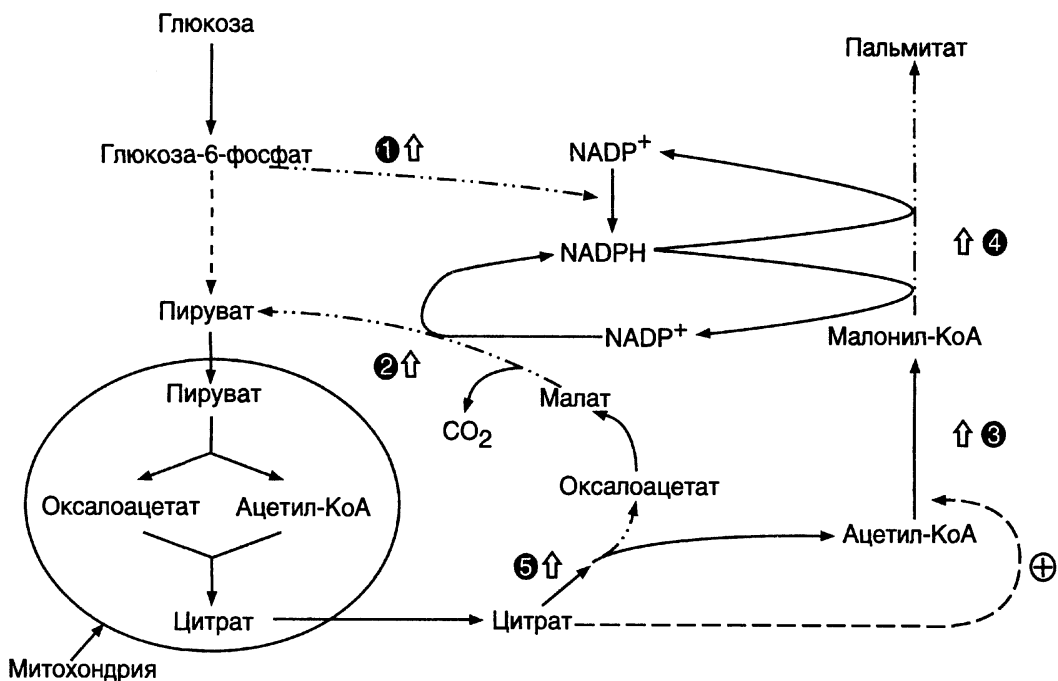 Глюкоза
Пальмитат
Глюкоза-6-фосфат
1
NADP+
NADPH
4
Пируват
NADP+
Малонил-КоА
2
Пируват
Малат
CO2
3
Оксалоацетат
Ацетил-КоА
Оксалоацетат
Ацетил-КоА
5
+
Цитрат
Цитрат
Митохондрия